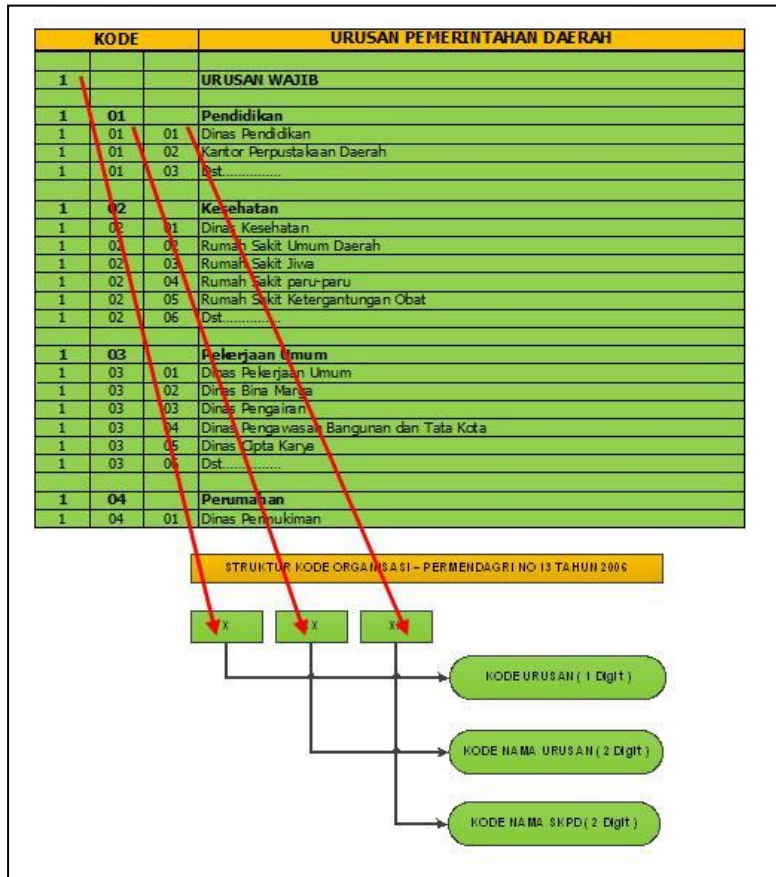 KODE URUSAN PEMERINTAHAN DAERAH
1 URUSAN WAJIB
1 01 Pendidikan
1 01 01 Dinas Pendidikan
1 01 02 Kantor Perpustakaan Daerah
1 01 03 Dst...............
1 02 Kesehatan
1 02 01 Dinas Kesehatan
1 02 02 Rumah Sakit Umum Daerah
1 02 03 Rumah Sakit Jiwa
1 02 04 Rumah Sakit paru-paru
1 02 05 Rumah Sakit Ketergantungan Obat
1 02 06 Dst...............
1 03 Pekerjaan Umum
1 03 01 Dinas Pekerjaan Umum
1 03 02 Dinas Bina Marga
1 03 03 Dinas Pengairan
1 03 04 Dinas Pengawasan Bangunan dan Tata Kota
1 03 05 Dinas Cipta Karya
1 03 06 Dst...............
1 04 Perumahan
1 04 01 Dinas Permukiman
STRUKTUR KODE ORGANISASI – PERMENDAGRI NO 13 TAHUN 2006
X X
KODE URUSAN ( 1 Digit )
KODE NAMA URUSAN ( 2 Digit )
KODE NAMA SKPD ( 2 Digit )